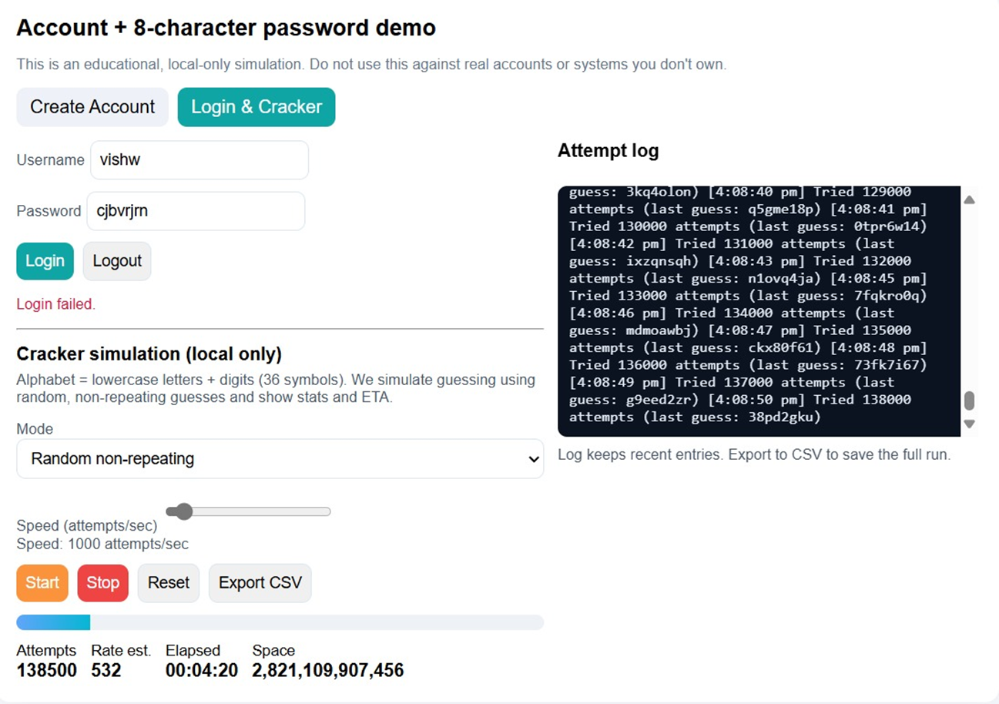 Account + 8-character password demo
This is an educational, local-only simulation. Do not use this against real accounts or systems you don't own.
Create Account
Login & Cracker
Username
vishw
Password
cjbvrjrn
Login
Logout
Login failed.
Cracker simulation (local only)
Alphabet = lowercase letters + digits (36 symbols). We simulate guessing using
random, non-repeating guesses and show stats and ETA.
Mode
Random non-repeating
Speed (attempts/sec)
Speed: 1000 attempts/sec
Start
Stop
Reset
Export CSV
Attempts Rate est. Elapsed Space
138500 532 00:04:20 2,821,109,907,456
Attempt log
guess: 3kq4olon) [4:08:40 pm] Tried 129000
attempts (last guess: q5gme18p) [4:08:41 pm]
Tried 130000 attempts (last guess: 0tpr6w14)
[4:08:42 pm] Tried 131000 attempts (last
guess: ixzqnsqh) [4:08:43 pm] Tried 132000
attempts (last guess: n1ovq4ja) [4:08:45 pm]
Tried 133000 attempts (last guess: 7fqkro0q)
[4:08:46 pm] Tried 134000 attempts (last
guess: mdmoawbj) [4:08:47 pm] Tried 135000
attempts (last guess: ckx80f61) [4:08:48 pm]
Tried 136000 attempts (last guess: 73fk7i67)
[4:08:49 pm] Tried 137000 attempts (last
guess: g9eed2zr) [4:08:50 pm] Tried 138000
attempts (last guess: 38pd2gku)
Log keeps recent entries. Export to CSV to save the full run.